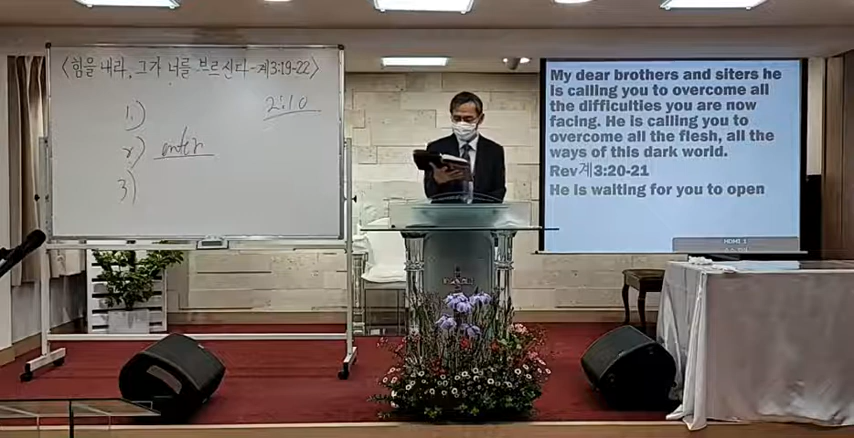 <힘을 내라, 그가 너를 부르신다-계3:19-22>
1)
2:10
2) enter
3)
My dear brothers and siters he
is calling you to overcome all
the difficulties you are now
facing. He is calling you to
overcome all the flesh, all the
ways of this dark world.
Rev계3:20-21
He is waiting for you to open
HDMI 1